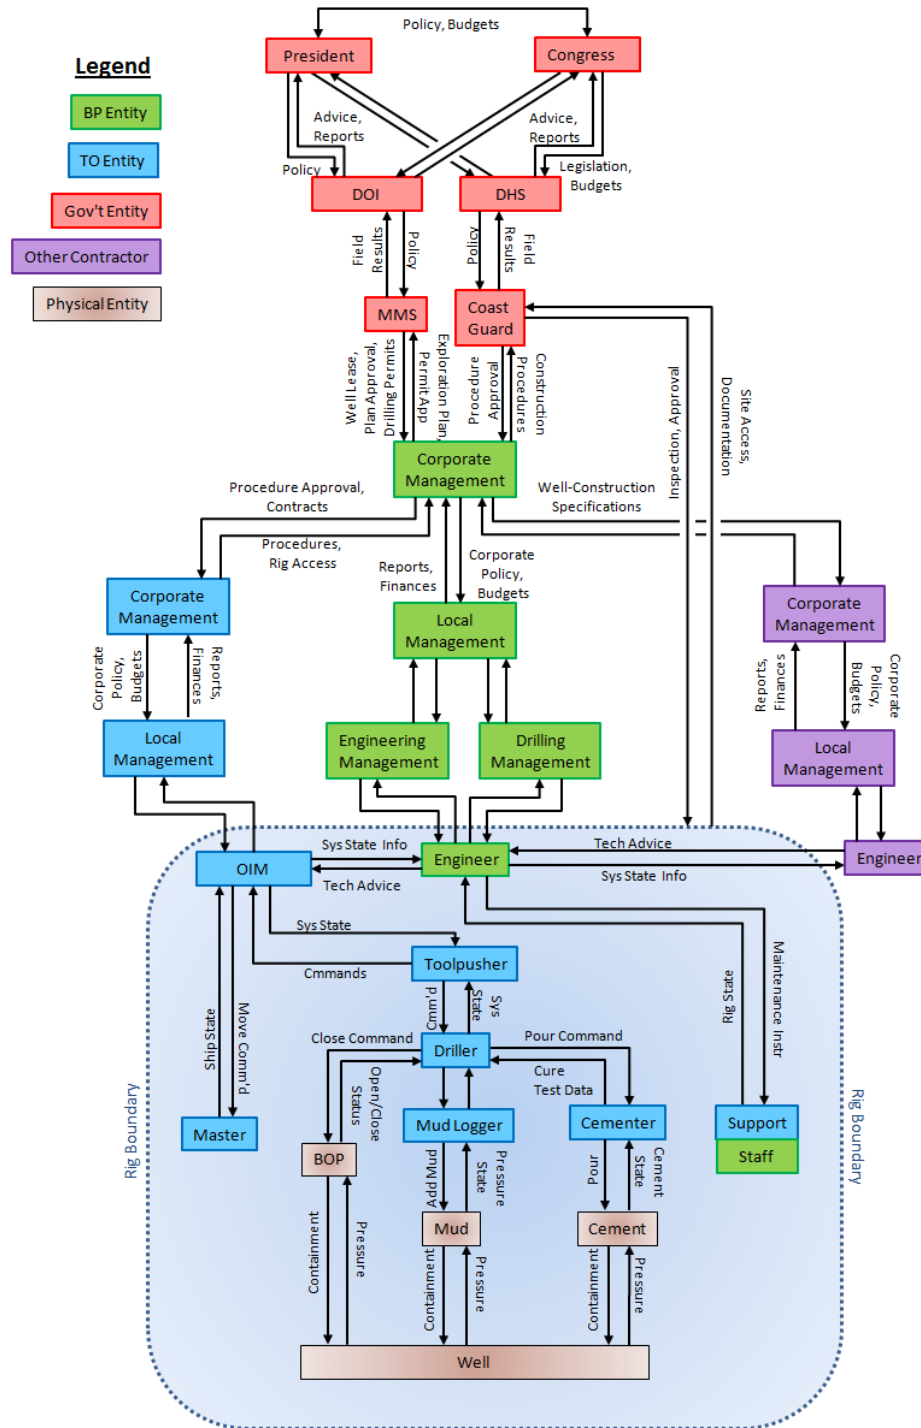 Policy, Budgets
President
Congress
Legend
BP Entity
TO Entity
Gov't Entity
Other Contractor
Physical Entity
Advice,
Reports
Advice,
Reports
Policy
Legislation,
Budgets
DOI
DHS
Field
Results
Policy
Policy
Field
Results
MMS
Coast
Guard
Well Lease,
Plan Approval,
Drilling Permits
Exploration Plan,
Permit App
Procedure
Approval
Construction
Procedures
Inspection, Approval
Site Access,
Documentation
Corporate
Management
Procedure Approval,
Contracts
Well-Construction
Specifications
Procedures,
Rig Access
Reports,
Finances
Corporate
Policy,
Budgets
Corporate
Management
Local
Management
Corporate
Management
Corporate
Policy,
Budgets
Reports,
Finances
Reports,
Finances
Corporate
Policy,
Budgets
Local
Management
Engineering
Management
Drilling
Management
Local
Management
OIM
Sys State Info
Tech Advice
Engineer
Tech Advice
Sys State Info
Engineer
Sys State
Cmmands
Toolpusher
Cmm'd
Sys
State
Rig State
Maintenance Instr
Ship State
Move Comm'd
Close Command
Driller
Pour Command
Cure
Test Data
Open/Close
Status
Rig Boundary
Rig Boundary
Master
Mud Logger
Cementer
Support
Staff
BOP
Add Mud
Pressure
State
Pour
Cement
State
Mud
Cement
Containment
Pressure
Containment
Pressure
Containment
Pressure
Well